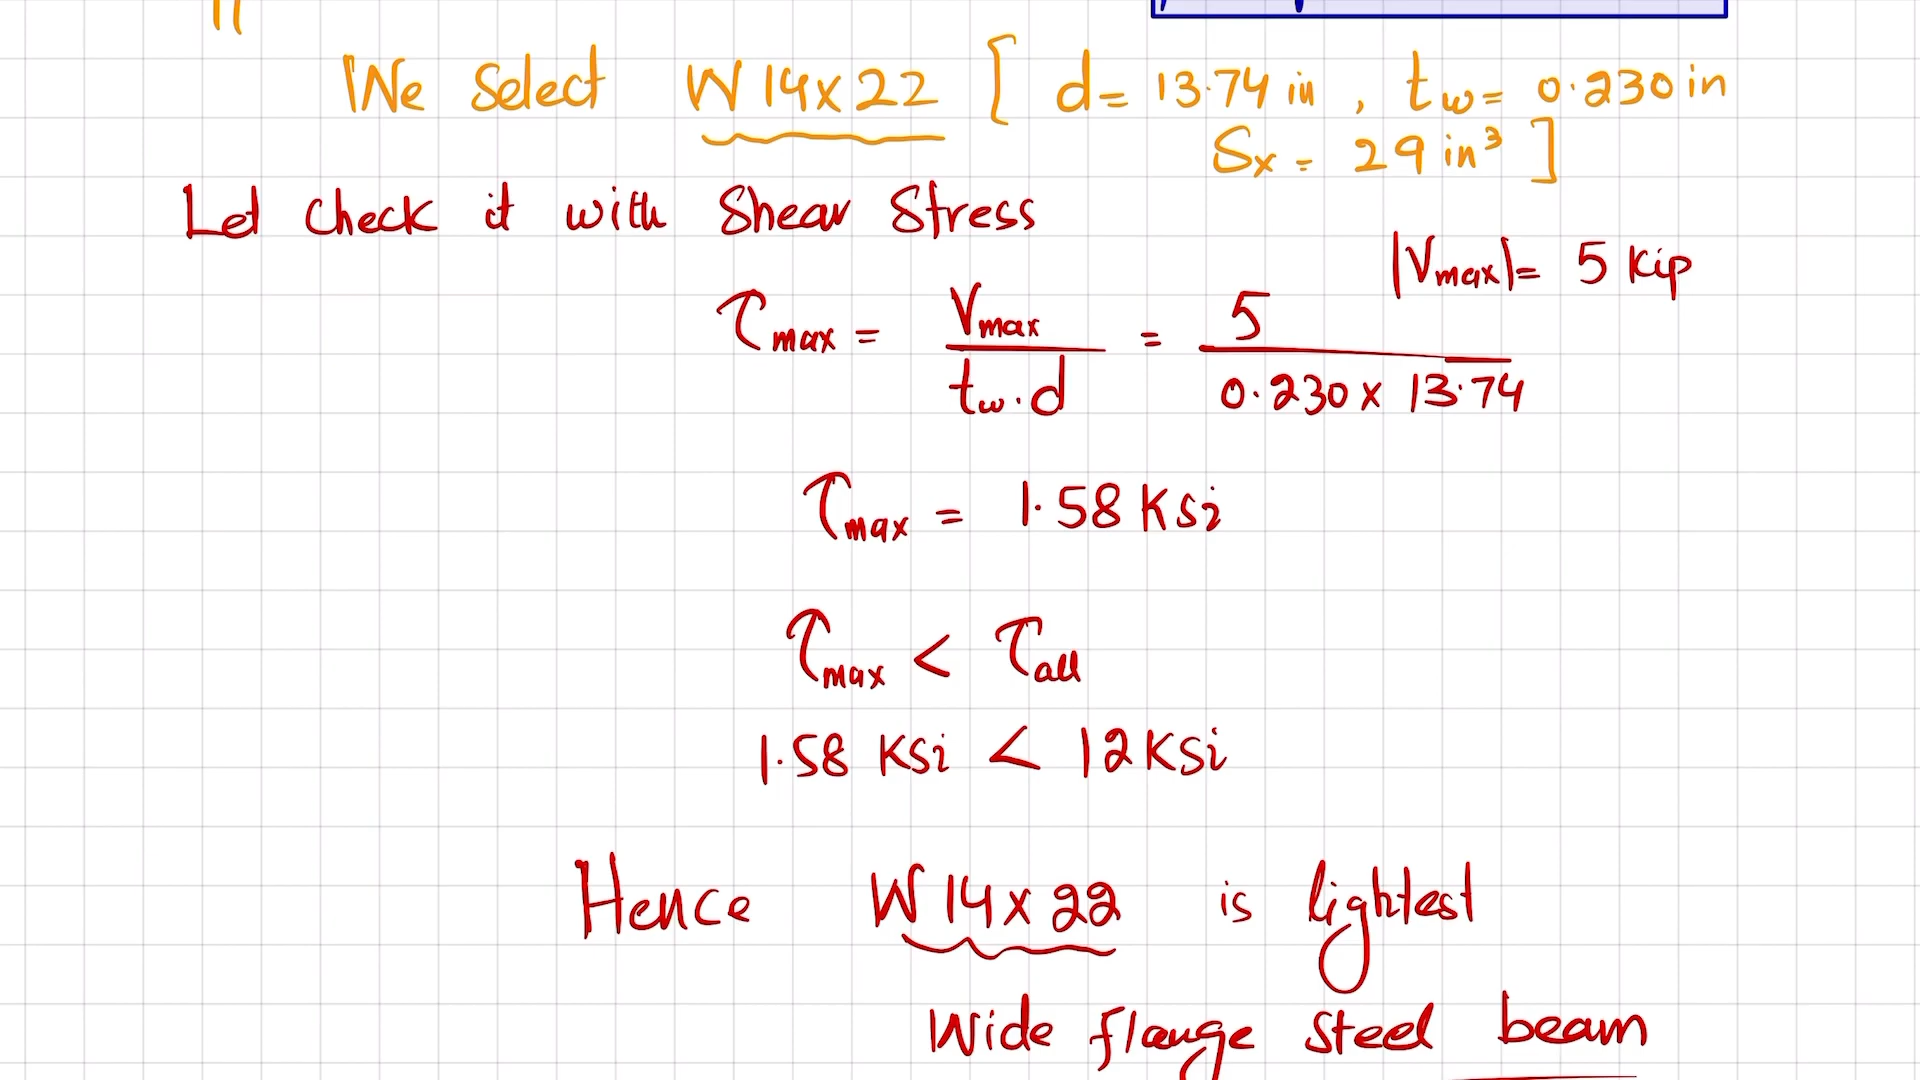 We Select W14x22 [ d= 13.74 in , tw= 0.230 in
Sx = 29 in³ ]
Let check it with Shear Stress
|Vmax|= 5 kip
τmax = Vmax / tw.d = 5 / 0.230 x 13.74
τmax = 1.58 Ksi
τmax < τall
1.58 Ksi < 12 Ksi
Hence W14x22 is lightest
Wide flange Steel beam